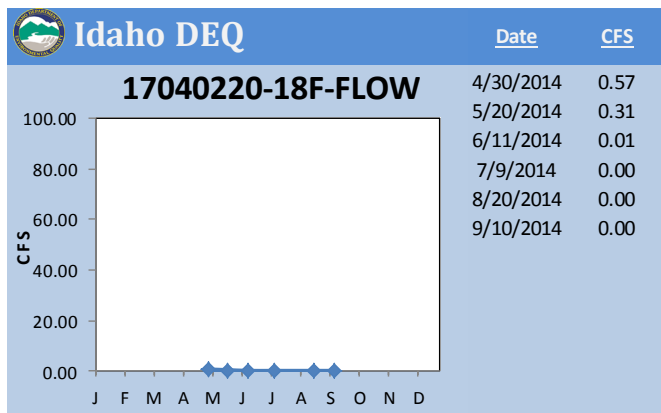 Idaho DEQ
17040220-18F-FLOW
100.00
80.00
60.00
40.00
20.00
0.00
CFS
J F M A M J J A S O N D
Date CFS
4/30/2014 0.57
5/20/2014 0.31
6/11/2014 0.01
7/9/2014 0.00
8/20/2014 0.00
9/10/2014 0.00